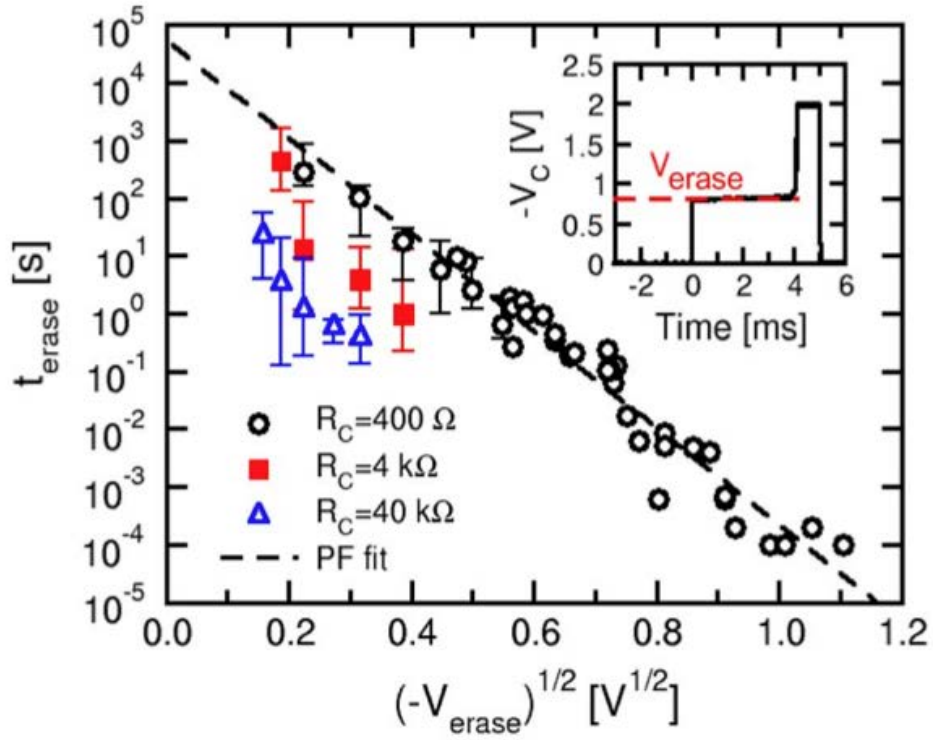 10^5
10^4
10^3
10^2
10^1
10^0
10^-1
10^-2
10^-3
10^-4
10^-5
t_erase [s]
0.0 0.2 0.4 0.6 0.8 1.0 1.2
(-V_erase)^1/2 [V^1/2]
R_C=400 Ω
R_C=4 kΩ
R_C=40 kΩ
PF fit
2.5
2
1.5
1
0.5
0
-V_C [V]
V_erase
-2 0 2 4 6
Time [ms]